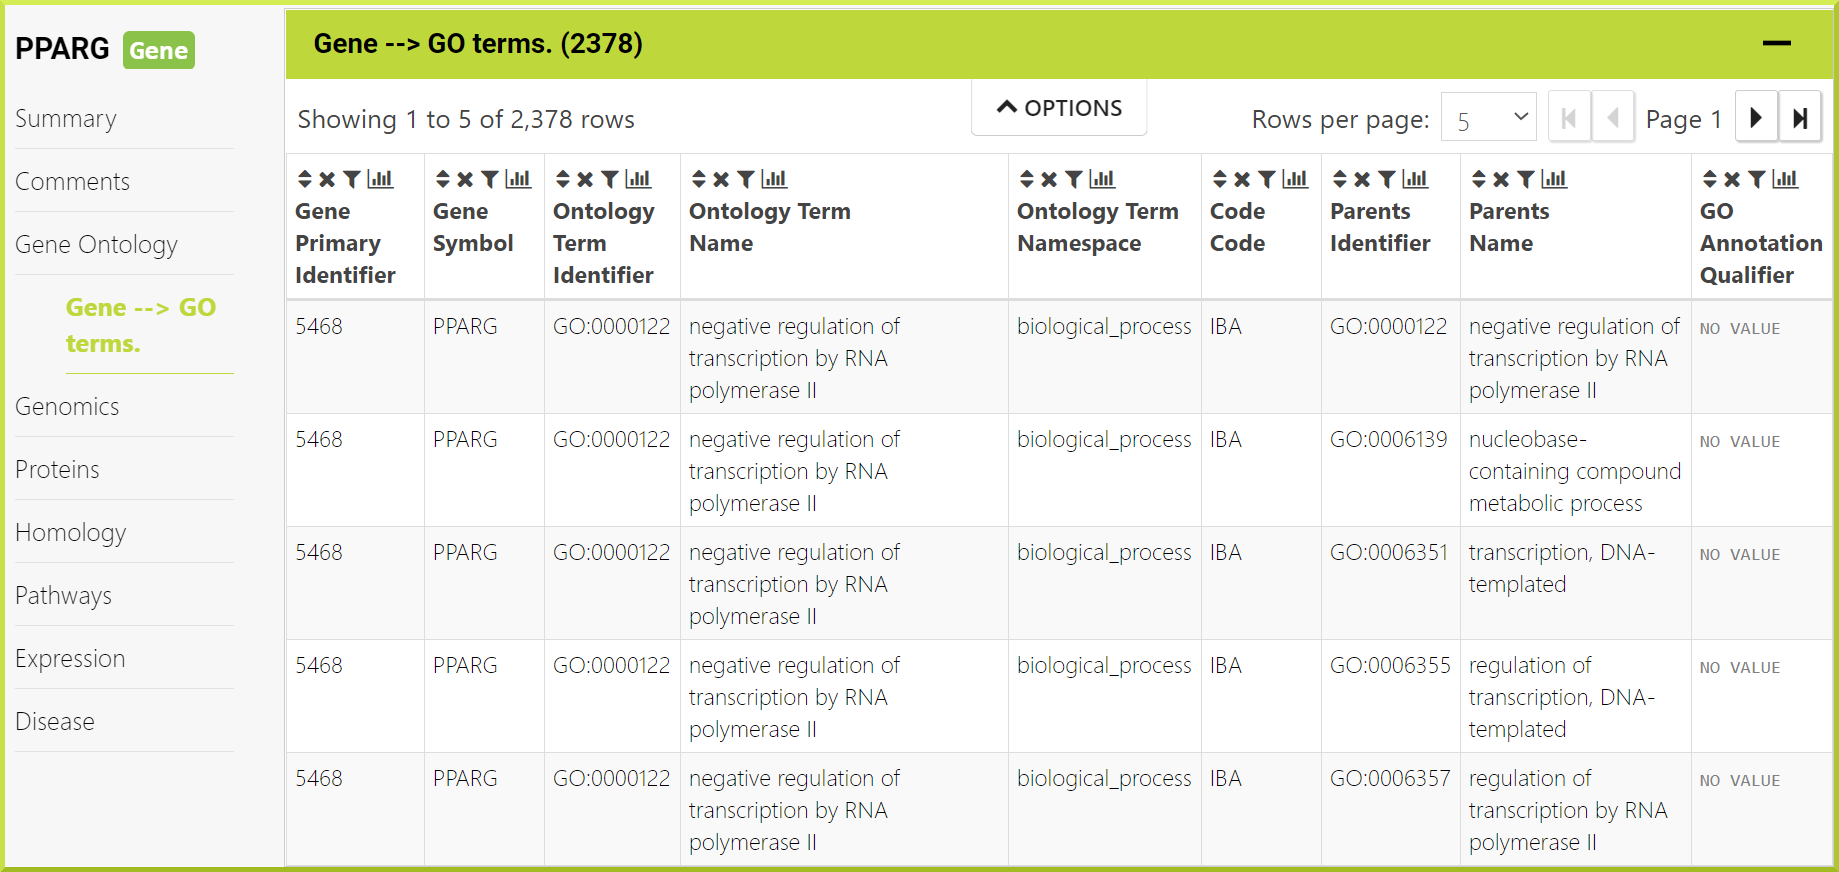 PPARG Gene
Summary
Comments
Gene Ontology
Gene --> GO
terms.
Genomics
Proteins
Homology
Pathways
Expression
Disease
Gene --> GO terms. (2378)
Showing 1 to 5 of 2,378 rows
OPTIONS
Rows per page: 5 Page 1
Gene
Primary
Identifier
Gene
Symbol
Ontology
Term
Identifier
Ontology Term
Name
Ontology Term
Namespace
Code
Code
Parents
Identifier
Parents
Name
GO
Annotation
Qualifier
5468
PPARG
GO:0000122
negative regulation of
transcription by RNA
polymerase II
biological_process
IBA
GO:0000122
negative regulation of
transcription by RNA
polymerase II
NO VALUE
5468
PPARG
GO:0000122
negative regulation of
transcription by RNA
polymerase II
biological_process
IBA
GO:0006139
nucleobase-
containing compound
metabolic process
NO VALUE
5468
PPARG
GO:0000122
negative regulation of
transcription by RNA
polymerase II
biological_process
IBA
GO:0006351
transcription, DNA-
templated
NO VALUE
5468
PPARG
GO:0000122
negative regulation of
transcription by RNA
polymerase II
biological_process
IBA
GO:0006355
regulation of
transcription, DNA-
templated
NO VALUE
5468
PPARG
GO:0000122
negative regulation of
transcription by RNA
polymerase II
biological_process
IBA
GO:0006357
regulation of
transcription by RNA
polymerase II
NO VALUE